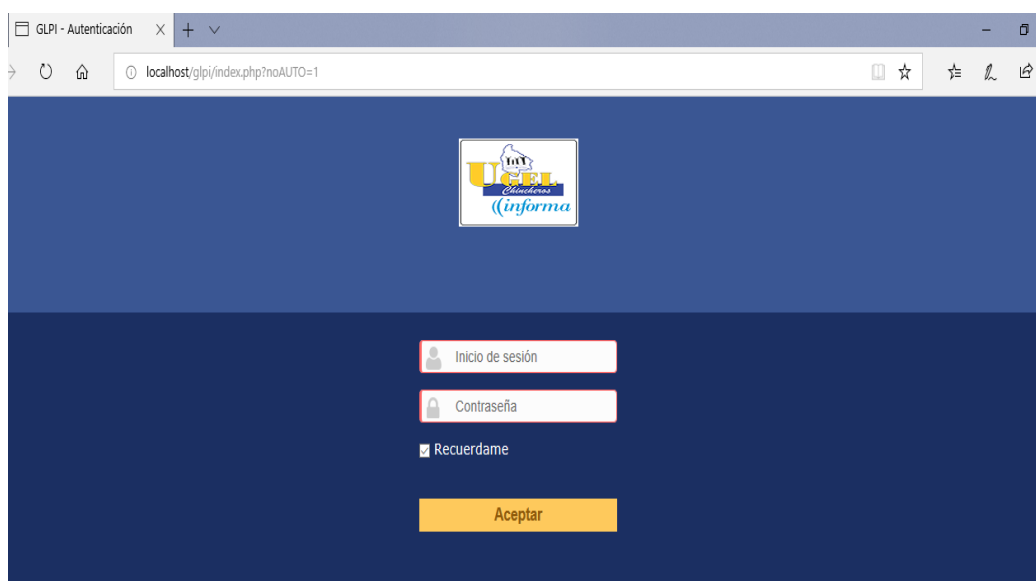 GLPI - Autenticación
localhost/glpi/index.php?noAUTO=1
UGEL
Chincheros
((informa
Inicio de sesión
Contraseña
Recuerdame
Aceptar